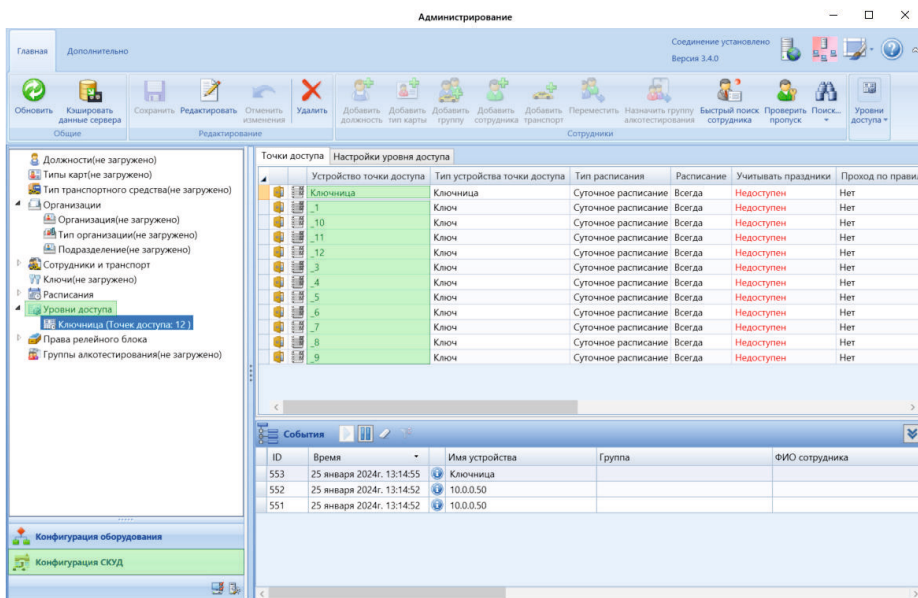 Администрирование
Главная Дополнительно
Соединение установлено
Версия 3.4.0
Обновить Кэшировать данные сервера
Общие
Сохранить Редактировать Отменить изменения Удалить
Редактирование
Добавить должность Добавить тип карты Добавить группу Добавить сотрудника Добавить транспорт Переместить Назначить группу алкотестирования Быстрый поиск сотрудника Проверить пропуск Поиск...
Сотрудники
Уровни доступа
Должности(не загружено)
Типы карт(не загружено)
Тип транспортного средства(не загружено)
Организации
Организация(не загружено)
Тип организации(не загружено)
Подразделение(не загружено)
Сотрудники и транспорт
Ключи(не загружено)
Расписания
Уровни доступа
Ключница (Точек доступа: 12 )
Права релейного блока
Группы алкотестирования(не загружено)
Конфигурация оборудования
Конфигурация СКУД
Точки доступа Настройки уровня доступа
Устройство точки доступа Тип устройства точки доступа Тип расписания Расписание Учитывать праздники Проход по прави
Ключница Ключница Суточное расписание Всегда Недоступен Нет
_1 Ключ Суточное расписание Всегда Недоступен Нет
_10 Ключ Суточное расписание Всегда Недоступен Нет
_11 Ключ Суточное расписание Всегда Недоступен Нет
_12 Ключ Суточное расписание Всегда Недоступен Нет
_3 Ключ Суточное расписание Всегда Недоступен Нет
_4 Ключ Суточное расписание Всегда Недоступен Нет
_5 Ключ Суточное расписание Всегда Недоступен Нет
_6 Ключ Суточное расписание Всегда Недоступен Нет
_7 Ключ Суточное расписание Всегда Недоступен Нет
_8 Ключ Суточное расписание Всегда Недоступен Нет
_9 Ключ Суточное расписание Всегда Недоступен Нет
События
ID Время Имя устройства Группа ФИО сотрудника
553 25 января 2024г. 13:14:55 Ключница
552 25 января 2024г. 13:14:52 10.0.0.50
551 25 января 2024г. 13:14:52 10.0.0.50